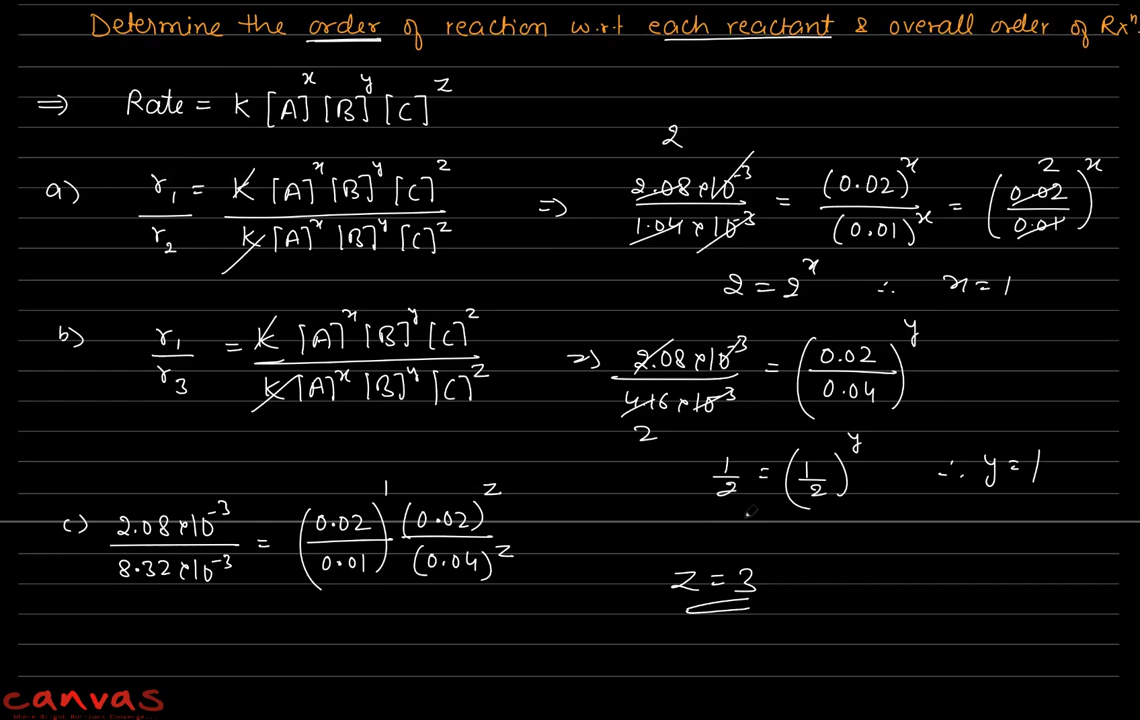 Determine the order of reaction w.r.t each reactant & overall order of Rxⁿ.
⇒ Rate = K [A]ˣ [B]ʸ [C]ᶻ
a) r₁/r₂ = K [A]ˣ [B]ʸ [C]ᶻ / K [A]ˣ [B]ʸ [C]ᶻ ⇒ 2.08×10⁻³ / 1.04×10⁻³ = (0.02)ˣ / (0.01)ˣ = (0.02 / 0.01)ˣ
2
2
2 = 2ˣ ∴ x = 1
b) r₁/r₃ = K [A]ˣ [B]ʸ [C]ᶻ / K [A]ˣ [B]ʸ [C]ᶻ ⇒ 2.08×10⁻³ / 4.16×10⁻³ = (0.02 / 0.04)ʸ
2
1/2 = (1/2)ʸ ∴ y = 1
c) 2.08×10⁻³ / 8.32×10⁻³ = (0.02 / 0.01)¹ (0.02)ᶻ / (0.04)ᶻ
z = 3
canvas